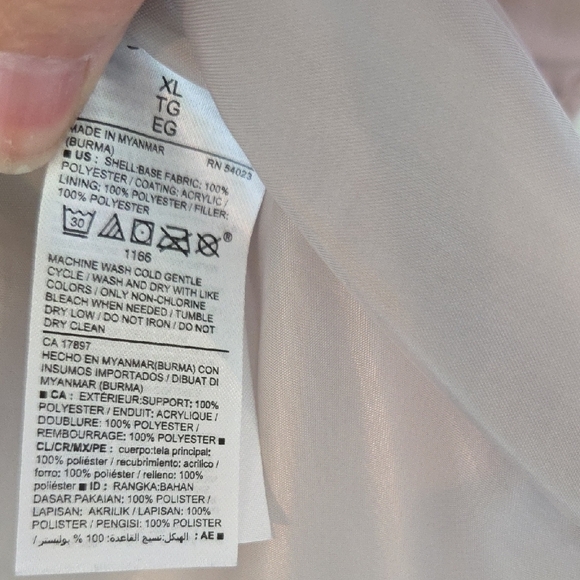 XL
TG
EG
MADE IN MYANMAR
(BURMA) RN 54023
■ US : SHELL:BASE FABRIC: 100%
POLYESTER / COATING: ACRYLIC /
LINING: 100% POLYESTER / FILLER:
100% POLYESTER
30 ®
1166
MACHINE WASH COLD GENTLE
CYCLE / WASH AND DRY WITH LIKE
COLORS / ONLY NON-CHLORINE
BLEACH WHEN NEEDED / TUMBLE
DRY LOW / DO NOT IRON / DO NOT
DRY CLEAN
CA 17897
HECHO EN MYANMAR(BURMA) CON
INSUMOS IMPORTADOS / DIBUAT DI
MYANMAR (BURMA)
■ CA : EXTÉRIEUR:SUPPORT: 100%
POLYESTER / ENDUIT: ACRYLIQUE /
DOUBLURE: 100% POLYESTER /
REMBOURRAGE: 100% POLYESTER ■
CL/CR/MX/PE : cuerpo:tela principal:
100% poliéster / recubrimiento: acrílico /
forro: 100% poliéster / relleno: 100%
poliéster ■ ID : RANGKA:BAHAN
DASAR PAKAIAN: 100% POLISTER /
LAPISAN: AKRILIK / LAPISAN: 100%
POLISTER / PENGISI: 100% POLISTER
■ AE : الهيكل:نسيج القاعدة: 100 % بوليستر /